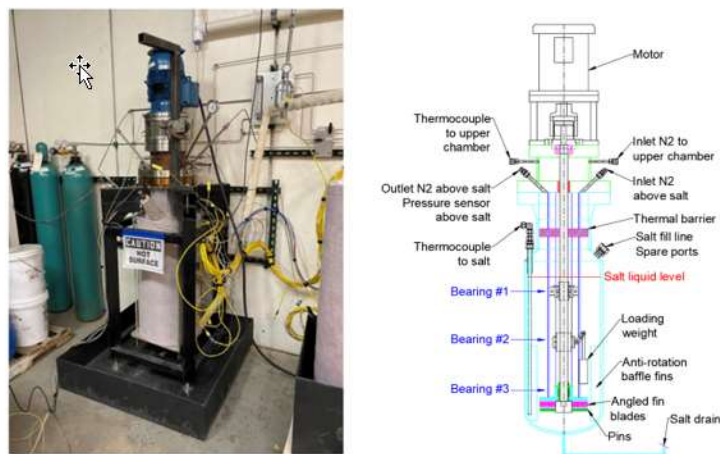 CAUTION
HOT
SURFACE
Motor
Thermocouple
to upper
chamber
Inlet N2 to
upper chamber
Outlet N2 above salt
Pressure sensor
above salt
Inlet N2
above salt
Thermal barrier
Thermocouple
to salt
Salt fill line
Spare ports
Salt liquid level
Bearing #1
Bearing #2
Loading
weight
Bearing #3
Anti-rotation
baffle fins
Angled fin
blades
Pins
Salt drain